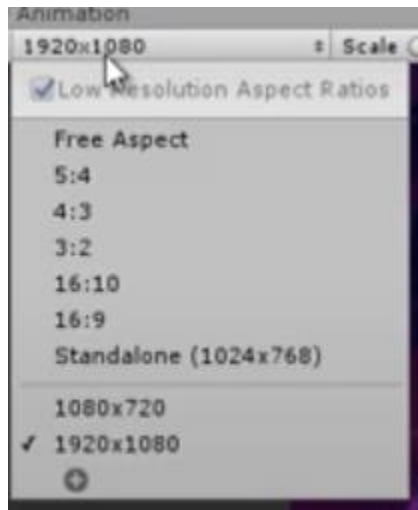 Animation
1920x1080 Scale
Low Resolution Aspect Ratios
Free Aspect
5:4
4:3
3:2
16:10
16:9
Standalone (1024x768)
1080x720
✓ 1920x1080